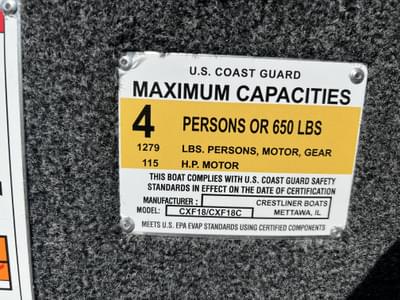 U.S. COAST GUARD
MAXIMUM CAPACITIES
4 PERSONS OR 650 LBS
1279 LBS. PERSONS, MOTOR, GEAR
115 H.P. MOTOR
THIS BOAT COMPLIES WITH U.S. COAST GUARD SAFETY
STANDARDS IN EFFECT ON THE DATE OF CERTIFICATION
MANUFACTURER : CRESTLINER BOATS
METTAWA, IL
MODEL: CXF18/CXF18C
MEETS U.S. EPA EVAP STANDARDS USING CERTIFIED COMPONENTS